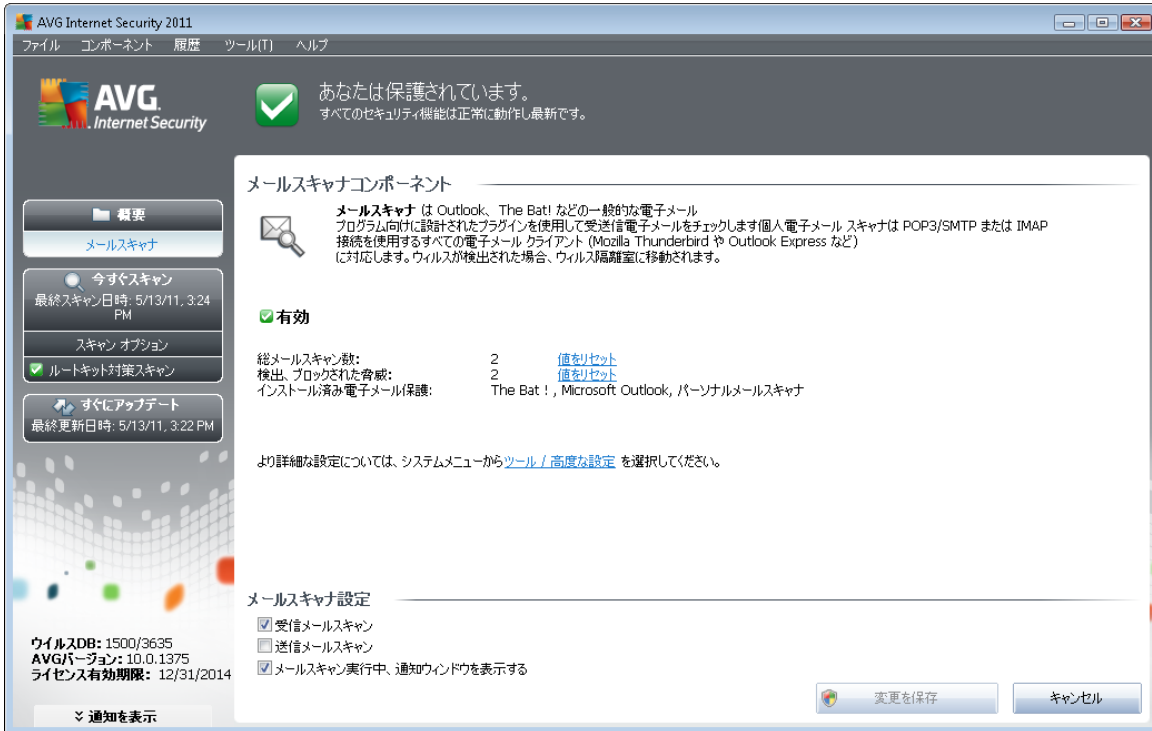 AVG Internet Security 2011
ファイル コンポーネント 履歴 ツール(T) ヘルプ
AVG.
Internet Security
あなたは保護されています。
すべてのセキュリティ機能は正常に動作し最新です。
概要
メールスキャナ
今すぐスキャン
最終スキャン日時: 5/13/11, 3:24
PM
スキャン オプション
ルートキット対策スキャン
すぐにアップデート
最終更新日時: 5/13/11, 3:22 PM
ウイルスDB: 1500/3635
AVGバージョン: 10.0.1375
ライセンス有効期限: 12/31/2014
通知を表示
メールスキャナコンポーネント
メールスキャナ は Outlook、The Bat! などの一般的な電子メール
プログラム向けに設計されたプラグインを使用して受送信電子メールをチェックします個人電子メール スキャナは POP3/SMTP または IMAP
接続を使用するすべての電子メール クライアント (Mozilla Thunderbird や Outlook Express など)
に対応します。ウィルスが検出された場合、ウィルス隔離室に移動されます。
有効
総メールスキャン数: 2 値をリセット
検出、ブロックされた脅威: 2 値をリセット
インストール済み電子メール保護: The Bat ! , Microsoft Outlook, パーソナルメールスキャナ
より詳細な設定については、システムメニューからツール / 高度な設定 を選択してください。
メールスキャナ設定
受信メールスキャン
送信メールスキャン
メールスキャン実行中、通知ウィンドウを表示する
変更を保存
キャンセル